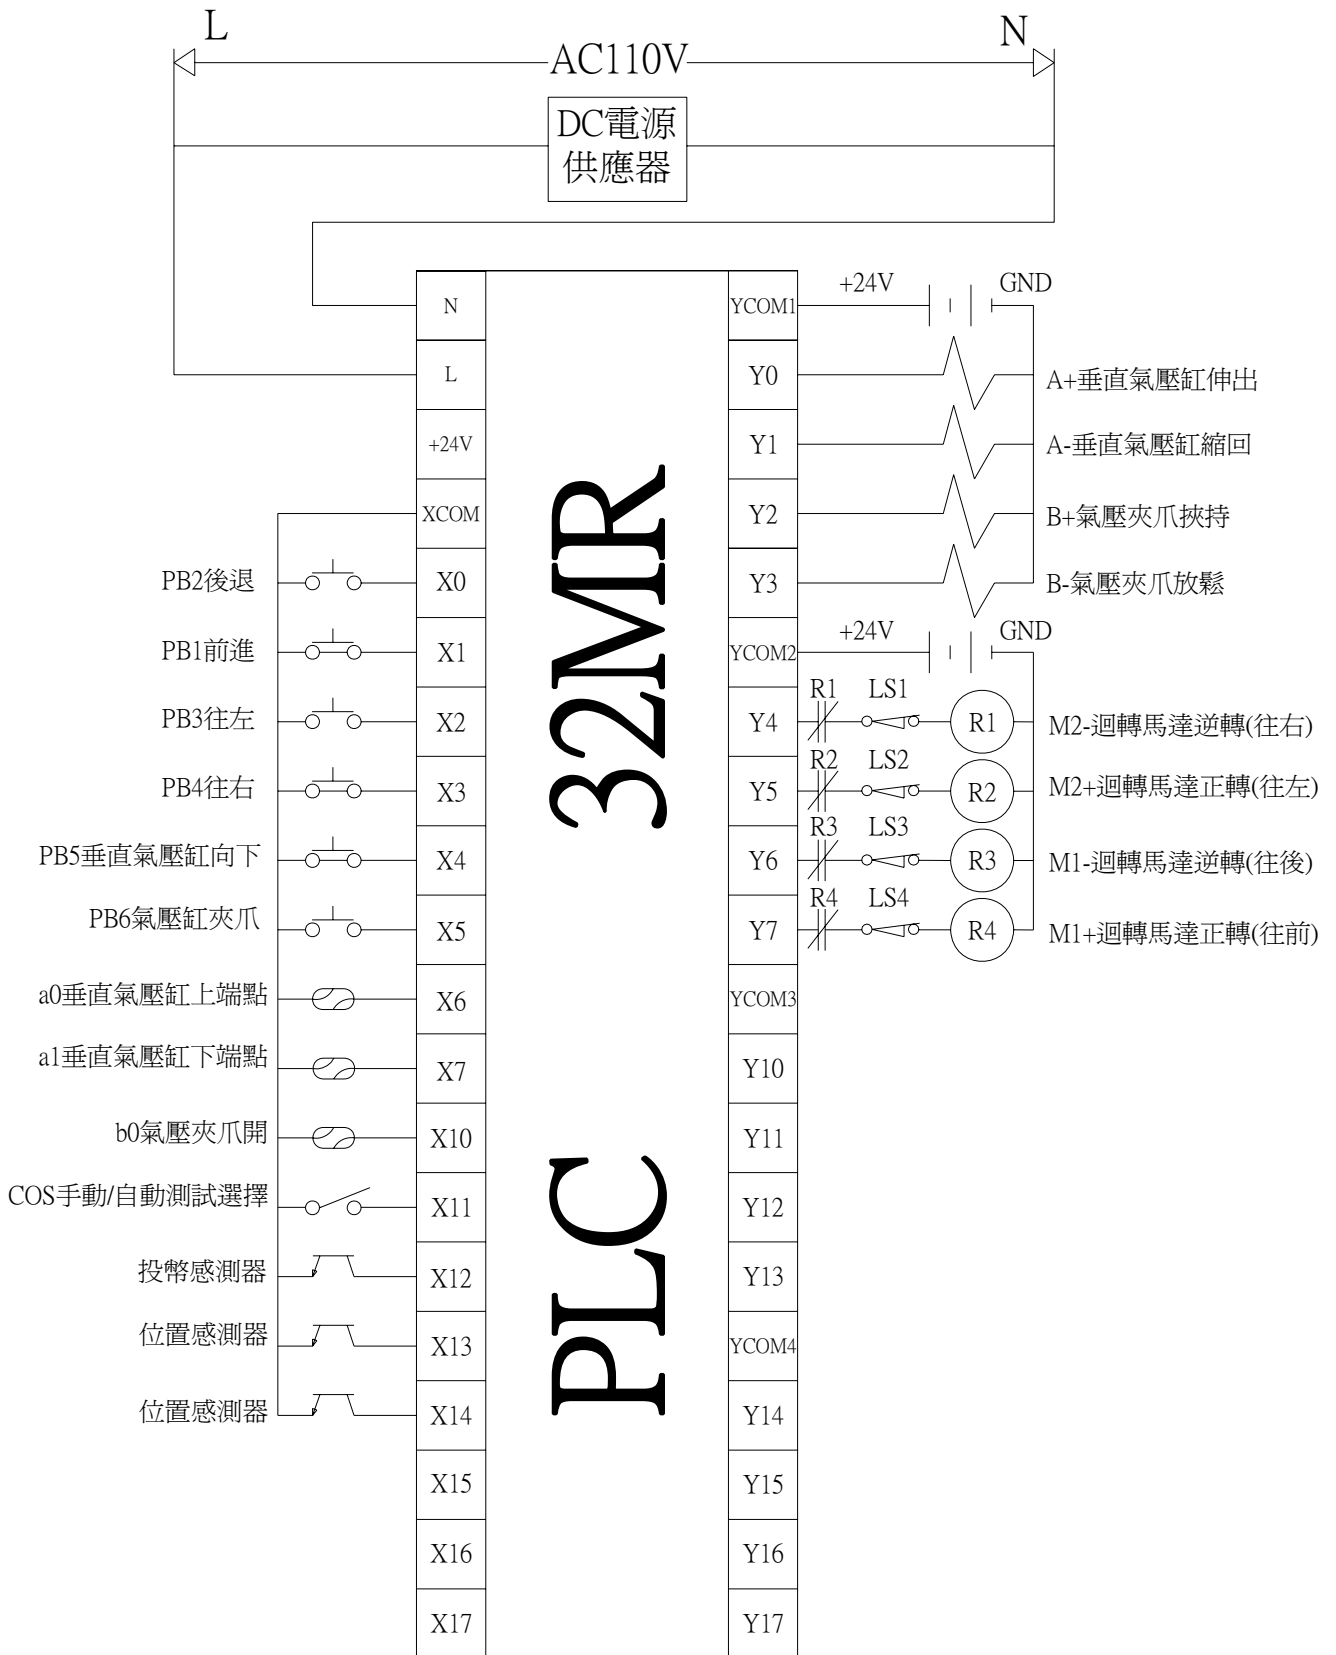 L
N
AC110V
DC電源
供應器
N
YCOM1
+24V
GND
L
Y0
A+垂直氣壓缸伸出
+24V
Y1
A-垂直氣壓缸縮回
XCOM
Y2
B+氣壓夾爪挾持
PB2後退
X0
Y3
B-氣壓夾爪放鬆
PB1前進
X1
YCOM2
+24V
GND
PB3往左
X2
Y4
R1
LS1
R1
M2-迴轉馬達逆轉(往右)
PB4往右
X3
Y5
R2
LS2
R2
M2+迴轉馬達正轉(往左)
PB5垂直氣壓缸向下
X4
Y6
R3
LS3
R3
M1-迴轉馬達逆轉(往後)
PB6氣壓缸夾爪
X5
Y7
R4
LS4
R4
M1+迴轉馬達正轉(往前)
a0垂直氣壓缸上端點
X6
YCOM3
a1垂直氣壓缸下端點
X7
Y10
b0氣壓夾爪開
X10
Y11
COS手動/自動測試選擇
X11
Y12
投幣感測器
X12
Y13
位置感測器
X13
YCOM4
位置感測器
X14
Y14
X15
Y15
X16
Y16
X17
Y17
PLC 32MR